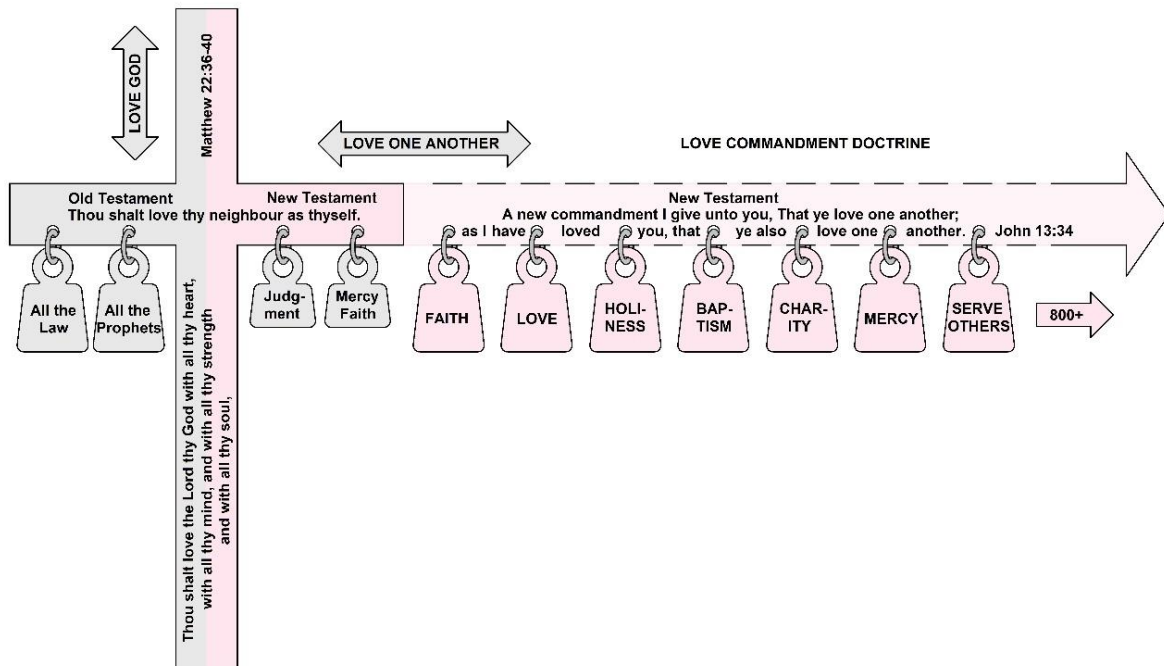 LOVE GOD
Matthew 22:36-40
LOVE ONE ANOTHER
LOVE COMMANDMENT DOCTRINE
Old Testament
New Testament
Thou shalt love thy neighbour as thyself.
New Testament
A new commandment I give unto you, That ye love one another;
as I have loved you, that ye also love one another. John 13:34
All the
Law
All the
Prophets
Judg-
ment
Mercy
Faith
FAITH
LOVE
HOLI-
NESS
BAP-
TISM
CHAR-
ITY
MERCY
SERVE
OTHERS
800+
Thou shalt love the Lord thy God with all thy heart,
with all thy mind, and with all thy strength
and with all thy soul,